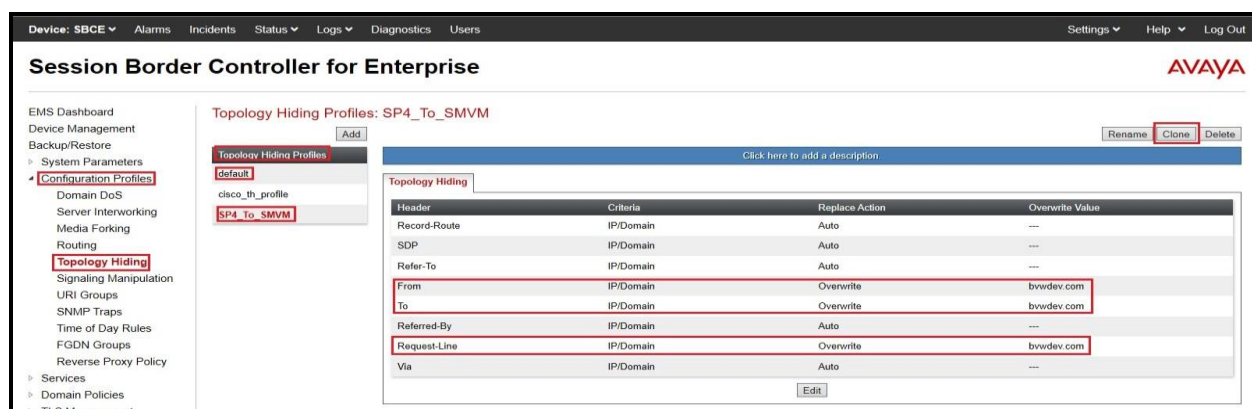 Device: SBCE Alarms Incidents Status Logs Diagnostics Users Settings Help Log Out
Session Border Controller for Enterprise
AVAYA
EMS Dashboard
Device Management
Backup/Restore
System Parameters
Configuration Profiles
Domain DoS
Server Interworking
Media Forking
Routing
Topology Hiding
Signaling Manipulation
URI Groups
SNMP Traps
Time of Day Rules
FGDN Groups
Reverse Proxy Policy
Services
Domain Policies
Topology Hiding Profiles: SP4_To_SMVM
Add
Rename Clone Delete
Topology Hiding Profiles
default
cisco_th_profile
SP4_To_SMVM
Click here to add a description
Topology Hiding
Header Criteria Replace Action Overwrite Value
Record-Route IP/Domain Auto ---
SDP IP/Domain Auto ---
Refer-To IP/Domain Auto ---
From IP/Domain Overwrite bvwdev.com
To IP/Domain Overwrite bvwdev.com
Referred-By IP/Domain Auto ---
Request-Line IP/Domain Overwrite bvwdev.com
Via IP/Domain Auto ---
Edit